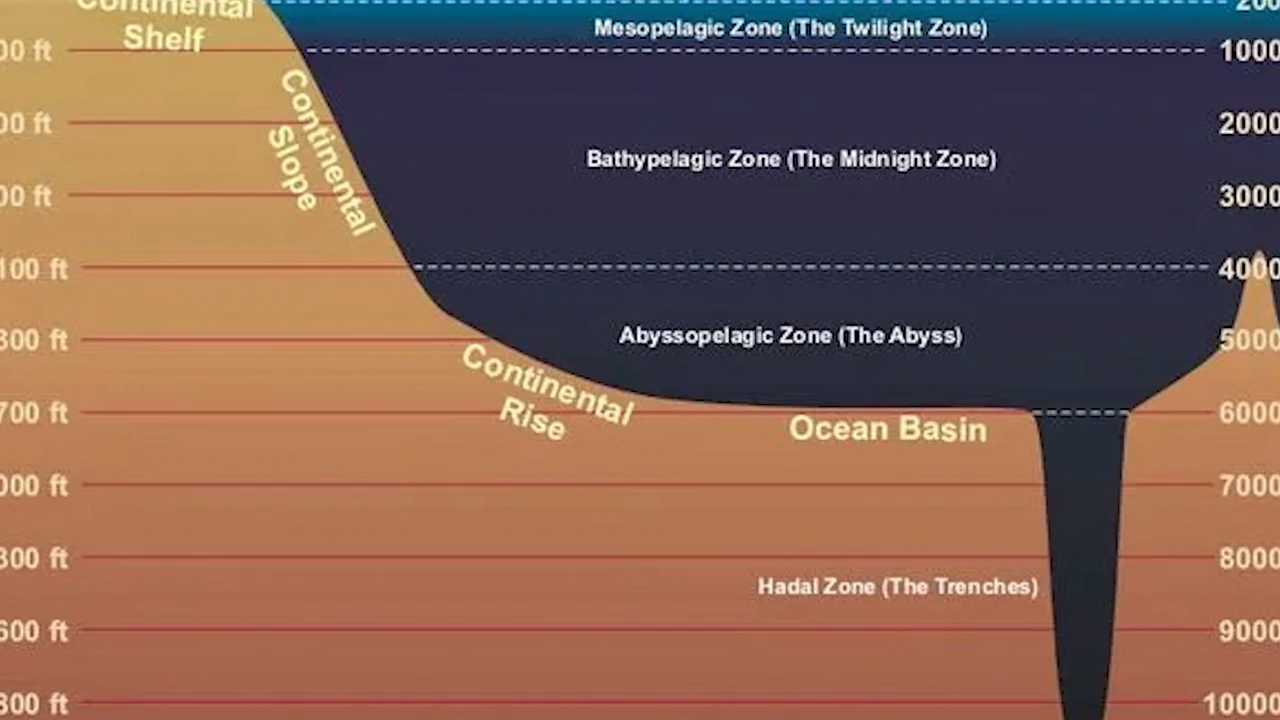 Continental
Shelf
200
Mesopelagic Zone (The Twilight Zone)
00 ft
1000
Continental
Slope
00 ft
2000
Bathypelagic Zone (The Midnight Zone)
00 ft
3000
100 ft
4000
Abyssopelagic Zone (The Abyss)
300 ft
5000
Continental
Rise
700 ft
6000
Ocean Basin
000 ft
7000
300 ft
8000
Hadal Zone (The Trenches)
600 ft
9000
800 ft
10000